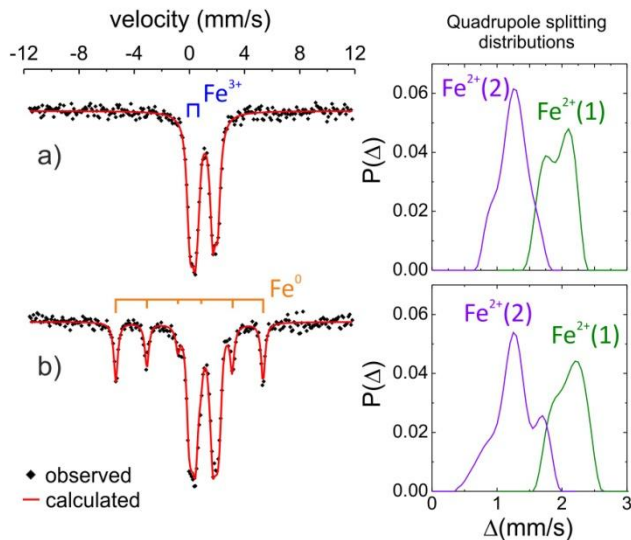 velocity (mm/s)
-12 -8 -4 0 4 8 12
Fe³⁺
a)
Fe⁰
b)
observed
calculated
Quadrupole splitting
distributions
Fe²⁺(2)
Fe²⁺(1)
P(Δ)
0.06
0.04
0.02
0.00
Fe²⁺(2)
Fe²⁺(1)
P(Δ)
0.06
0.04
0.02
0.00
0 1 2 3
Δ(mm/s)